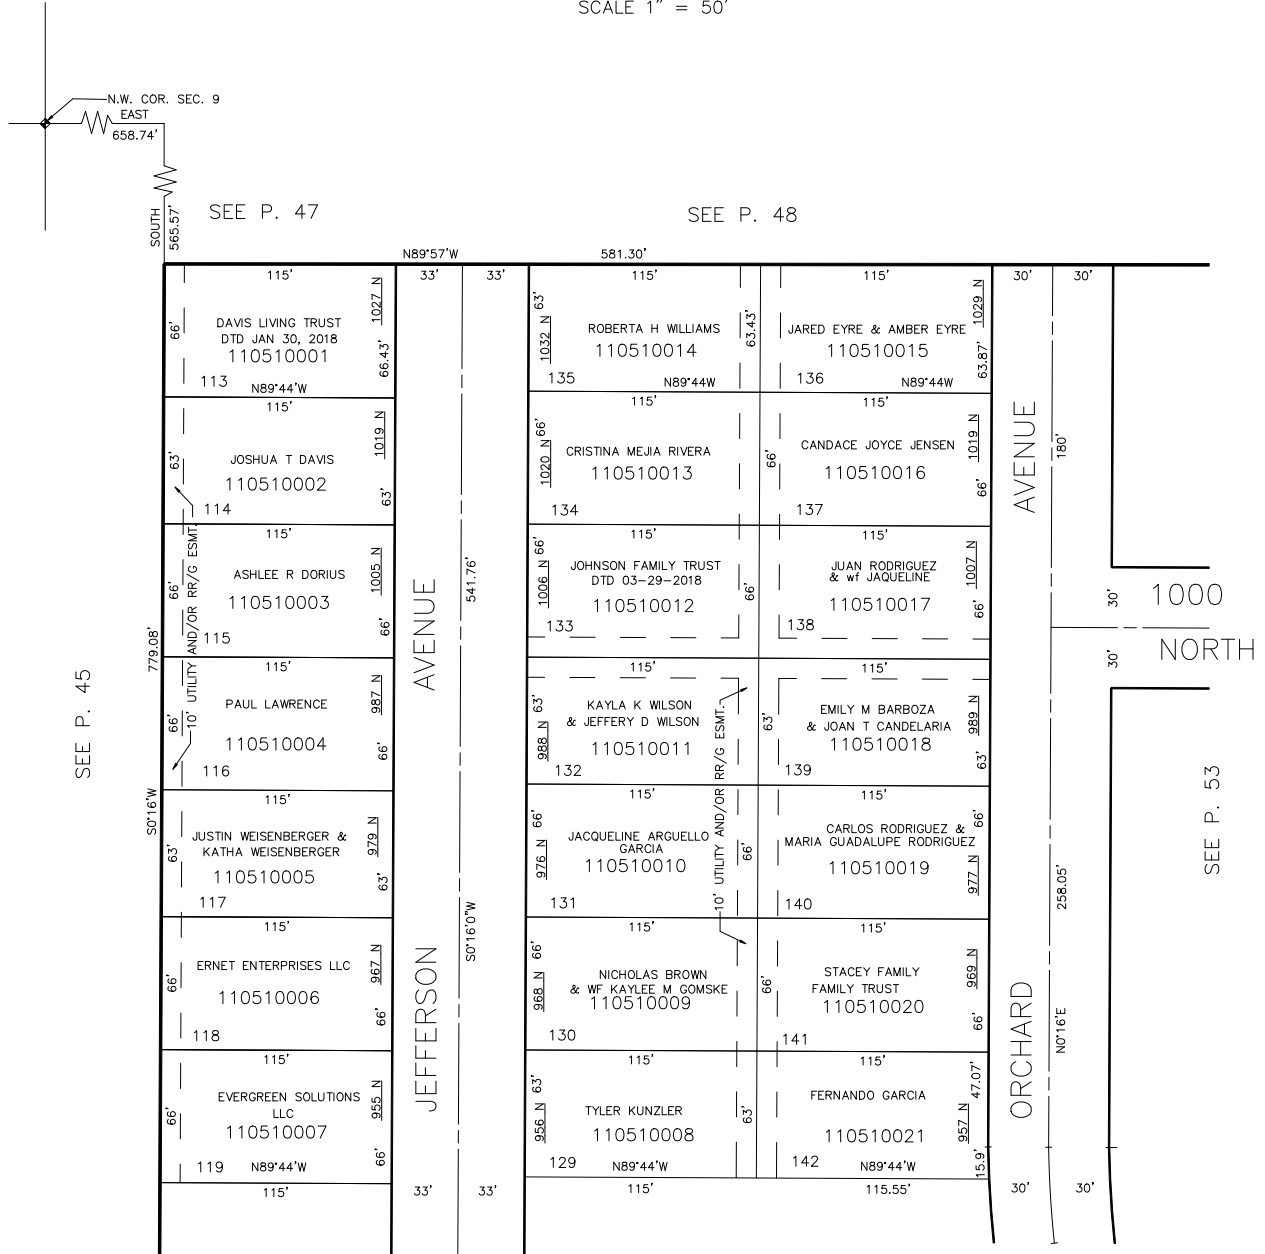 SCALE 1" = 50'
N.W. COR. SEC. 9
EAST
658.74'
SOUTH
565.57'
SEE P. 47
SEE P. 48
N89°57'W
581.30'
115'
33'
33'
115'
115'
30'
30'
66'
DAVIS LIVING TRUST
DTD JAN 30, 2018
110510001
1027 N
66.43'
113
N89°44'W
63'
1032 N
ROBERTA H WILLIAMS
110510014
63.43'
135
N89°44W
JARED EYRE & AMBER EYRE
110510015
1029 N
63.87'
136
N89°44W
115'
63'
JOSHUA T DAVIS
110510002
1019 N
63'
114
115'
66'
1020 N
CRISTINA MEJIA RIVERA
110510013
134
115'
66'
CANDACE JOYCE JENSEN
110510016
1019 N
66'
137
AVENUE
180'
115'
66'
ASHLEE R DORIUS
110510003
1005 N
66'
115
10' UTILITY AND/OR RR/G ESMT.
115'
66'
1006 N
JOHNSON FAMILY TRUST
DTD 03-29-2018
110510012
66'
133
115'
JUAN RODRIGUEZ
& wf JAQUELINE
110510017
1007 N
66'
138
541.76'
AVENUE
30'
1000
30'
NORTH
779.08'
SEE P. 45
S0°16'W
115'
66'
PAUL LAWRENCE
110510004
987 N
66'
116
115'
63'
988 N
KAYLA K WILSON
& JEFFERY D WILSON
110510011
132
10' UTILITY AND/OR RR/G ESMT.
115'
63'
EMILY M BARBOZA
& JOAN T CANDELARIA
110510018
989 N
63'
139
SEE P. 53
115'
63'
JUSTIN WEISENBERGER &
KATHA WEISENBERGER
110510005
979 N
63'
117
115'
66'
976 N
JACQUELINE ARGUELLO
GARCIA
110510010
66'
131
115'
66'
CARLOS RODRIGUEZ &
MARIA GUADALUPE RODRIGUEZ
110510019
977 N
140
258.05'
S0°16'0"W
115'
66'
ERNET ENTERPRISES LLC
110510006
967 N
66'
118
115'
66'
968 N
NICHOLAS BROWN
& WF KAYLEE M GOMSKE
110510009
130
115'
66'
STACEY FAMILY
FAMILY TRUST
110510020
969 N
66'
141
JEFFERSON
ORCHARD
N0°16'E
115'
66'
EVERGREEN SOLUTIONS
LLC
110510007
955 N
66'
119
N89°44'W
115'
63'
956 N
TYLER KUNZLER
110510008
63'
129
N89°44'W
115'
47.07'
FERNANDO GARCIA
110510021
957 N
15.9'
142
N89°44'W
115'
33'
33'
115'
115.55'
30'
30'